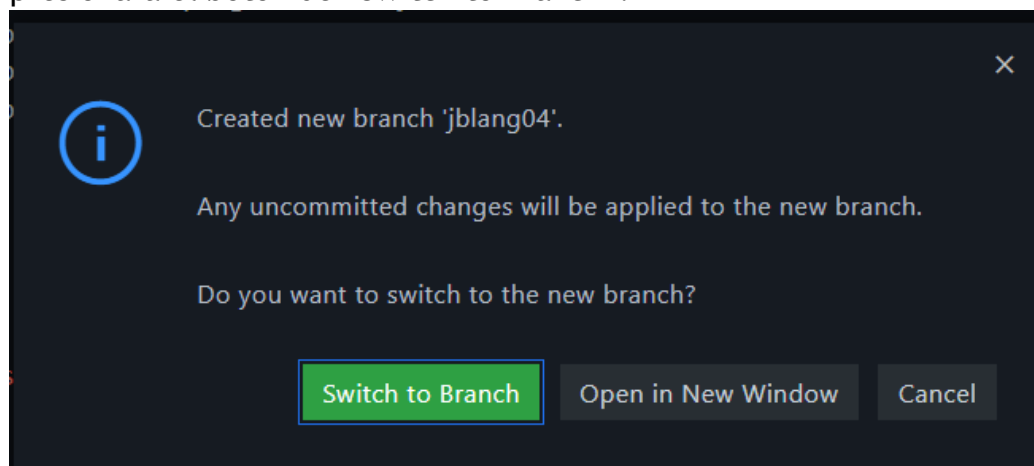 Created new branch 'jblang04'.
Any uncommitted changes will be applied to the new branch.
Do you want to switch to the new branch?
Switch to Branch
Open in New Window
Cancel